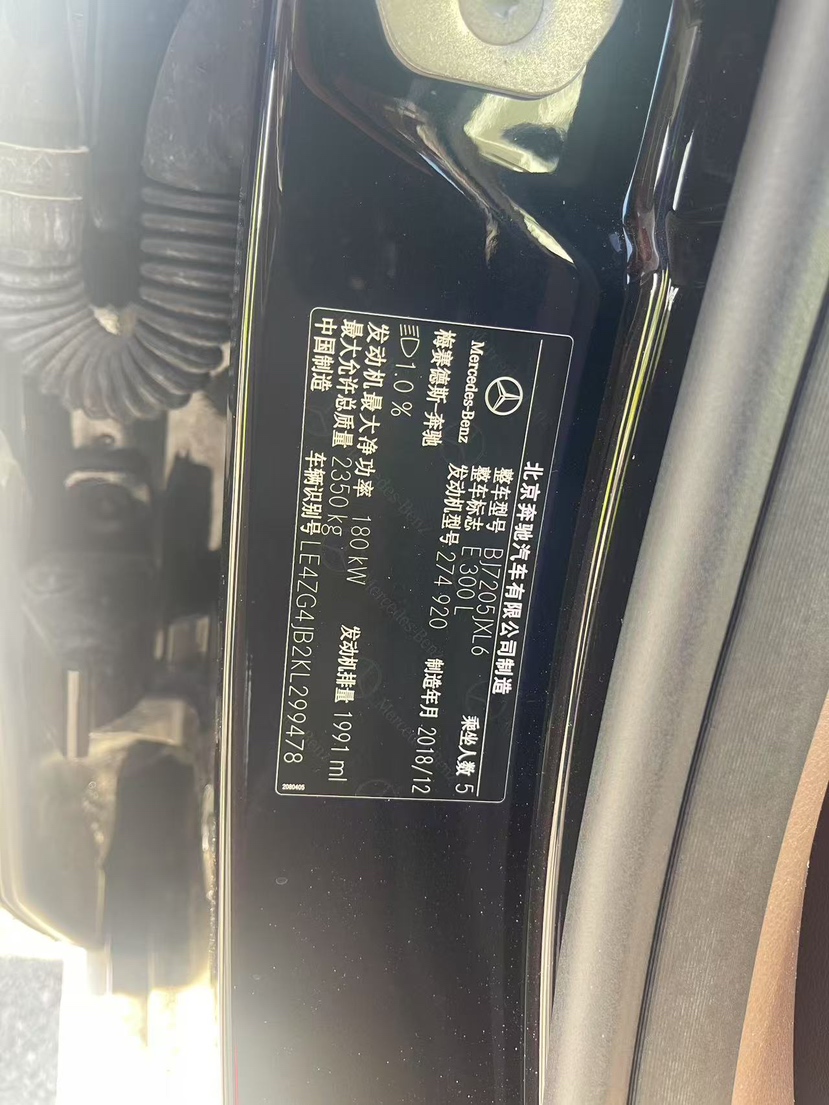 北京奔驰汽车有限公司制造
Mercedes-Benz
梅赛德斯-奔驰
整车型号 BJ7205JXL6
整车标志 E 300 L
乘坐人数 5
发动机型号 274 920
制造年月 2018/12
1.0 %
发动机最大净功率 180 kW
发动机排量 1991 ml
最大允许总质量 2350 kg
中国制造
车辆识别号 LE4ZG4JB2KL299478
2080405